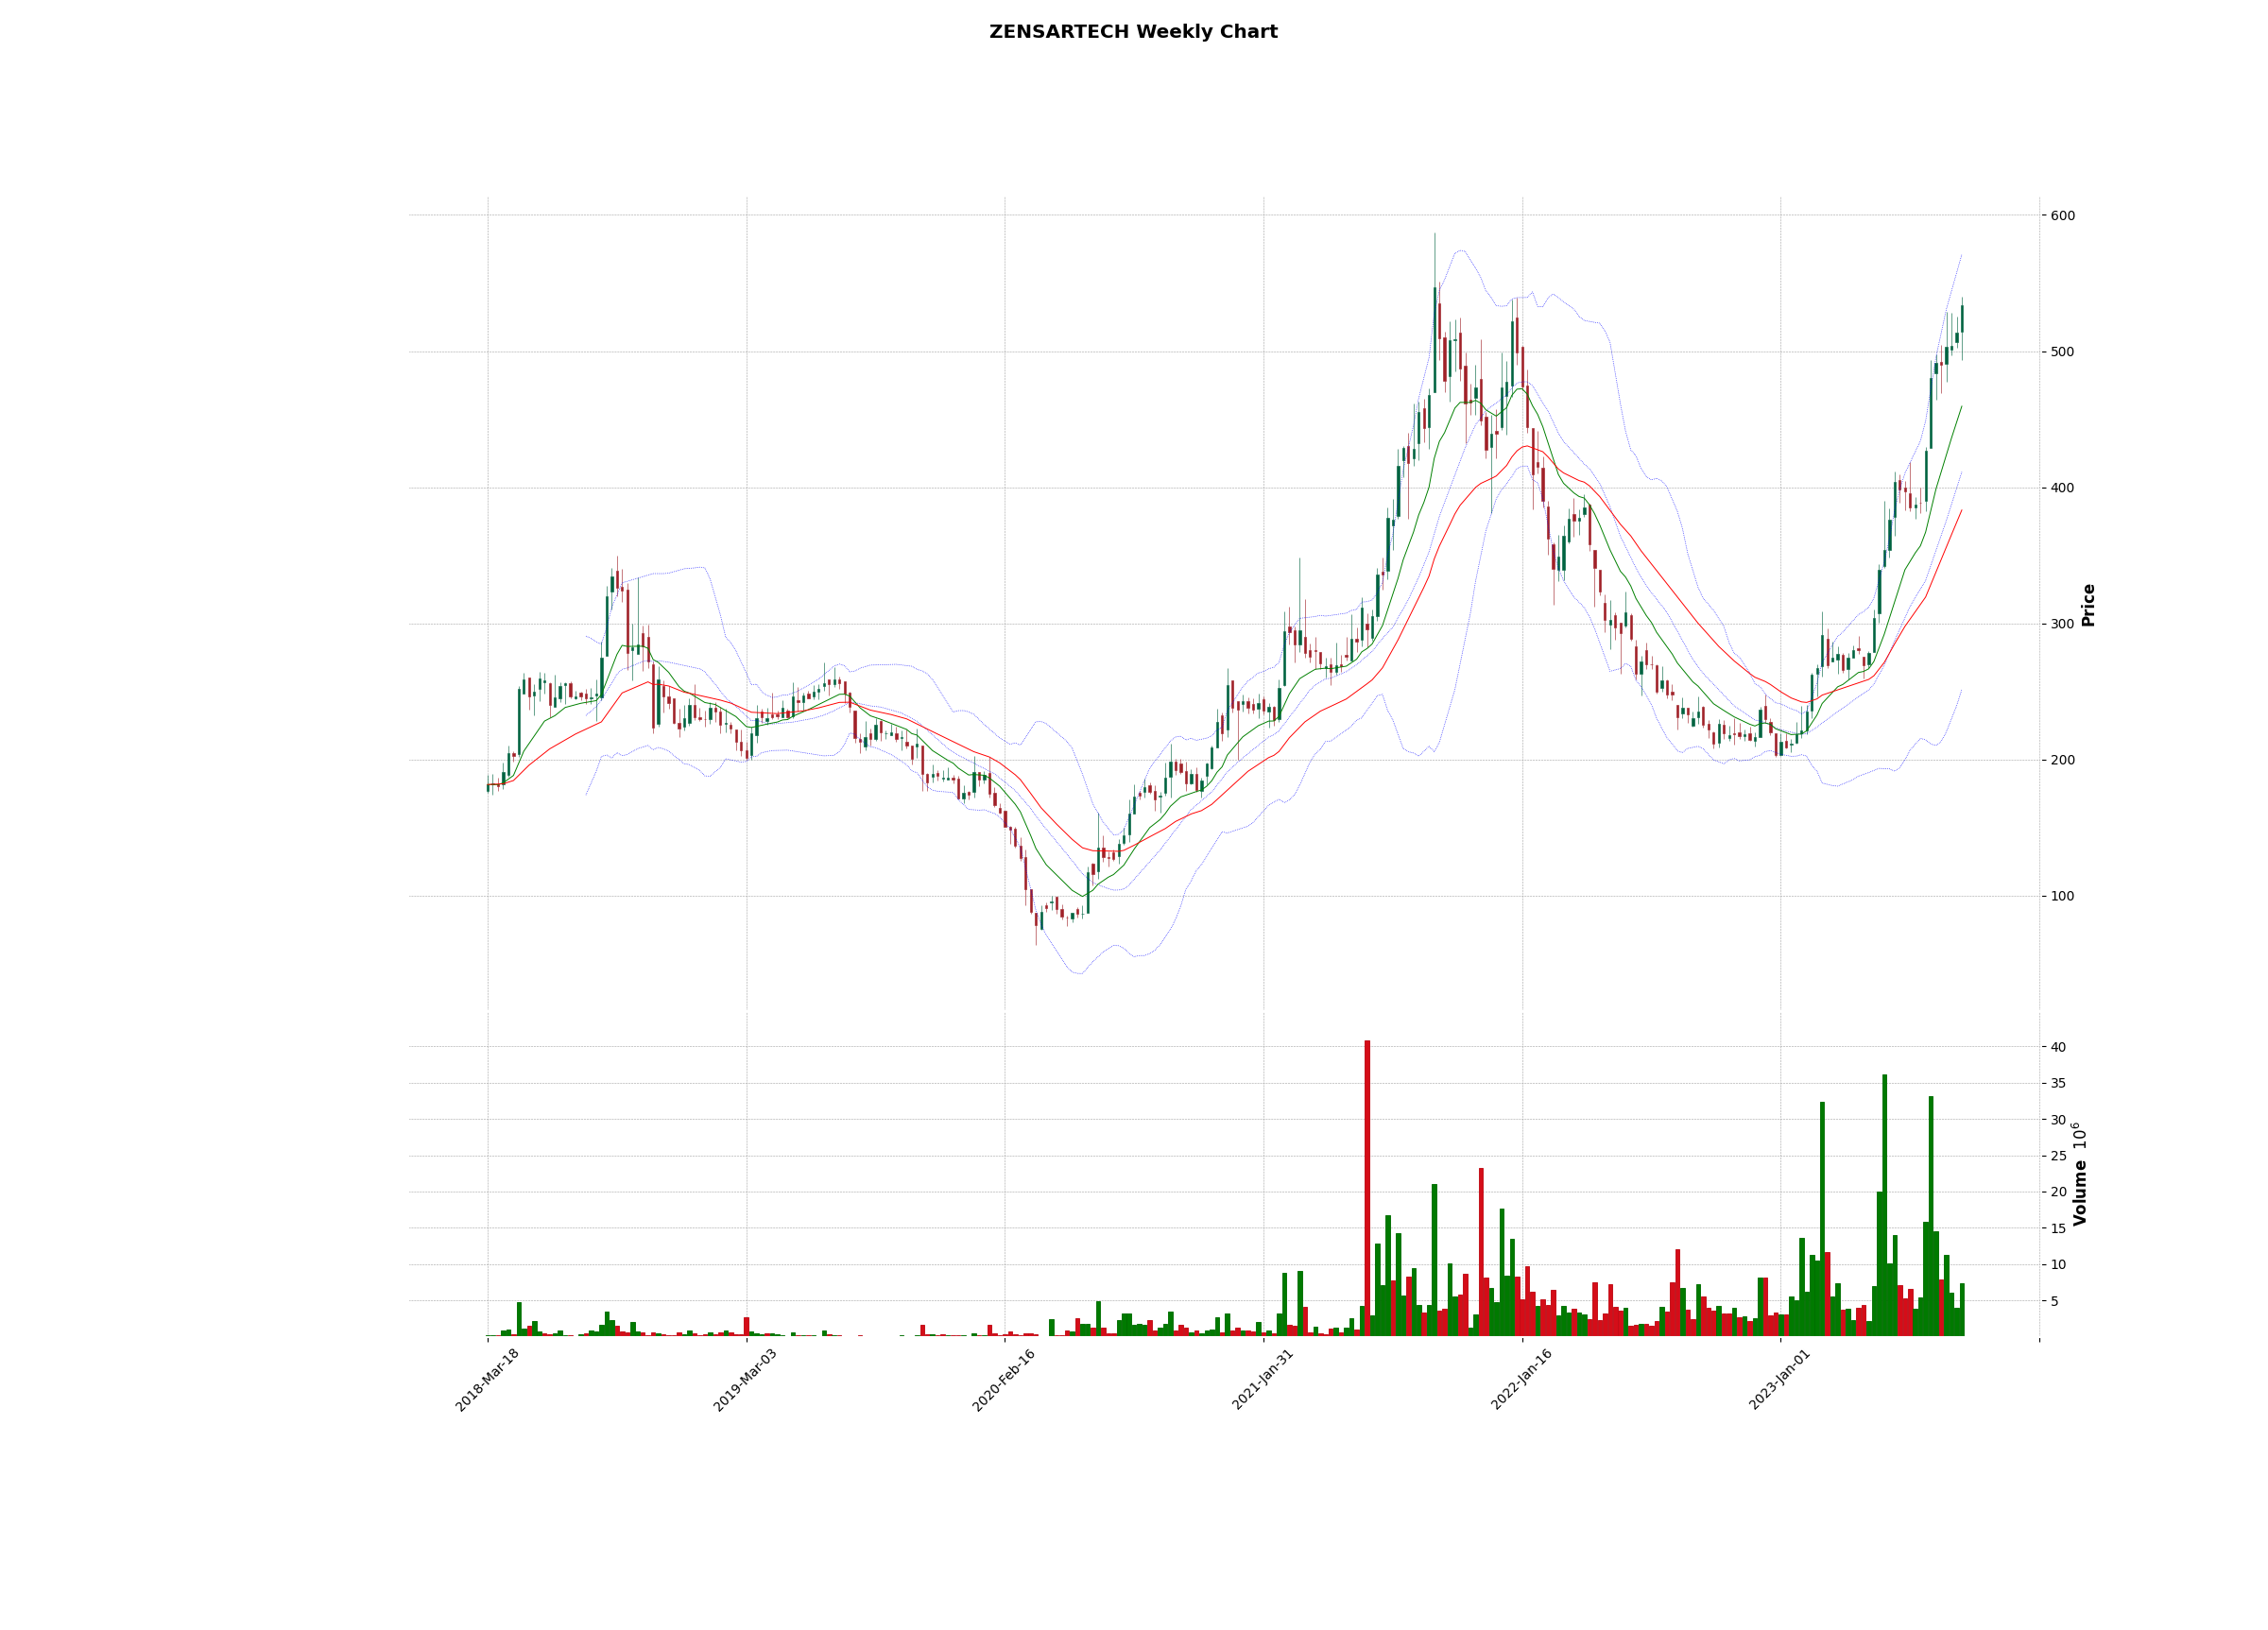 ZENSARTECH Weekly Chart
600
500
400
300
200
100
Price
40
35
30
25
20
15
10
5
Volume 10^6
2018-Mar-18
2019-Mar-03
2020-Feb-16
2021-Jan-31
2022-Jan-16
2023-Jan-01